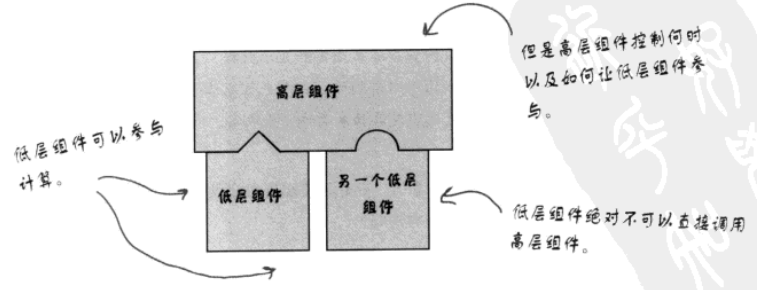 但是高层组件控制何时
以及如何让低层组件参
与。
高层组件
低层组件可以参与
计算。
低层组件
另一个低层
组件
低层组件绝对不可以直接调用
高层组件。